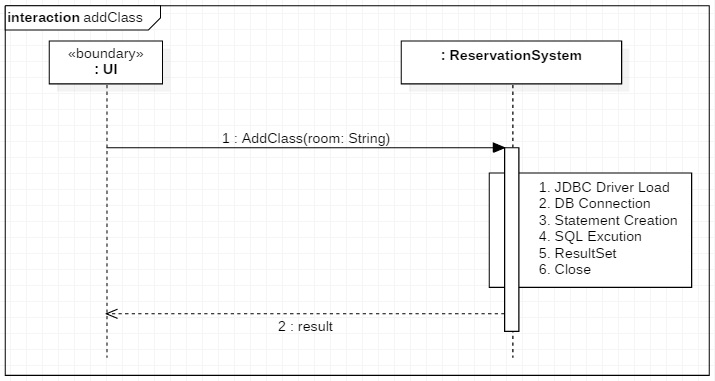 interaction addClass
«boundary»
: UI
: ReservationSystem
1 : AddClass(room: String)
1. JDBC Driver Load
2. DB Connection
3. Statement Creation
4. SQL Excution
5. ResultSet
6. Close
2 : result